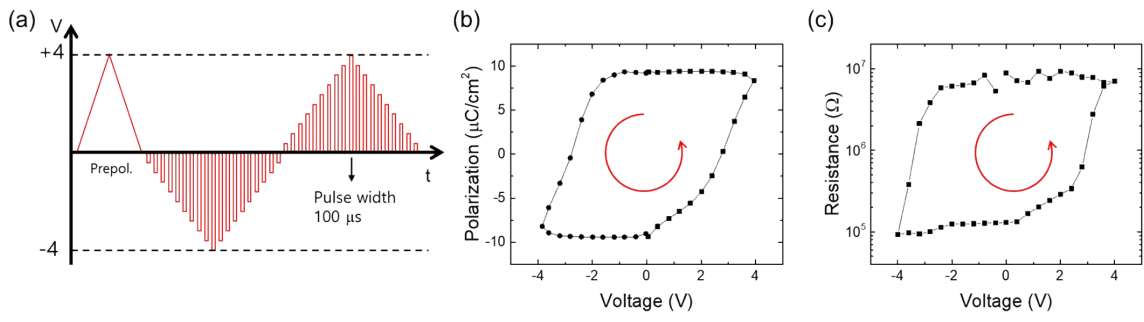 (a)
V
+4
-4
Prepol.
t
Pulse width
100 μs
(b)
Polarization (μC/cm²)
10
5
0
-5
-10
-4 -2 0 2 4
Voltage (V)
(c)
Resistance (Ω)
10⁷
10⁶
10⁵
-4 -2 0 2 4
Voltage (V)